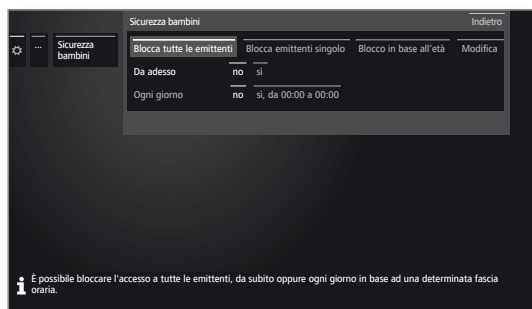 Sicurezza bambini Indietro
... Sicurezza bambini
Blocca tutte le emittenti Blocca emittenti singolo Blocco in base all'età Modifica
Da adesso no sì
Ogni giorno no sì, da 00:00 a 00:00
È possibile bloccare l'accesso a tutte le emittenti, da subito oppure ogni giorno in base ad una determinata fascia
oraria.